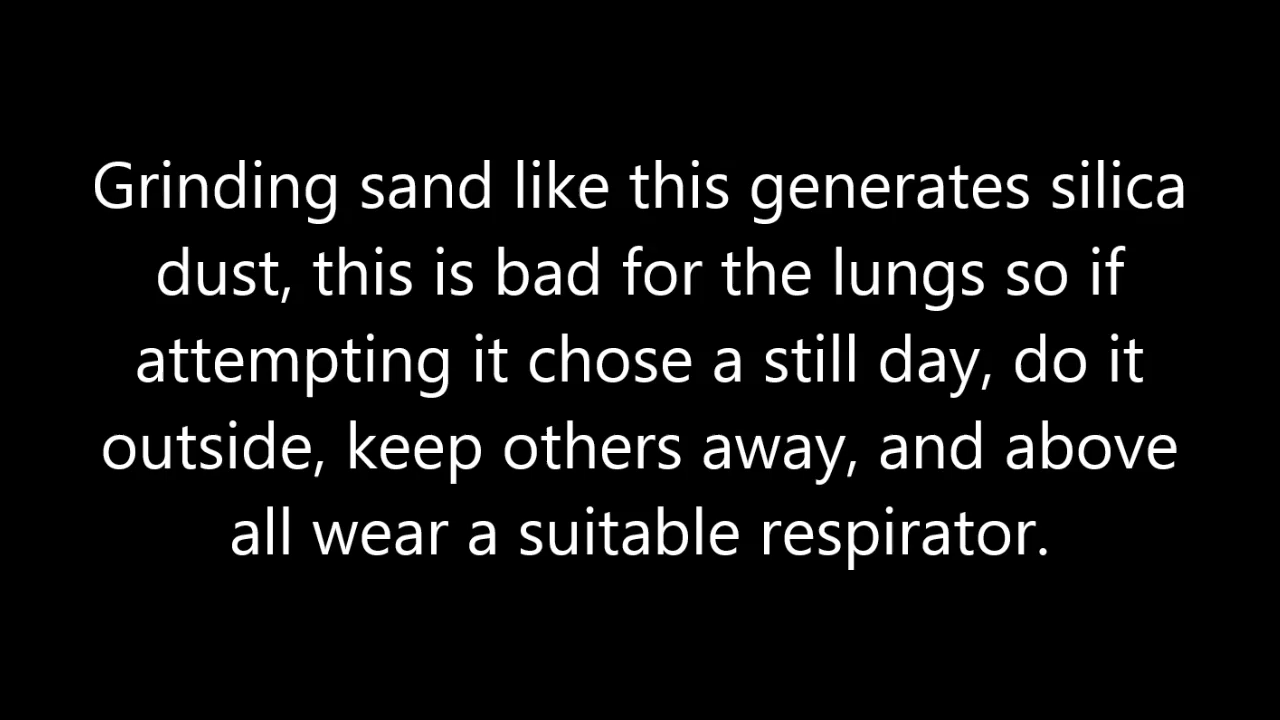 Grinding sand like this generates silica
dust, this is bad for the lungs so if
attempting it chose a still day, do it
outside, keep others away, and above
all wear a suitable respirator.